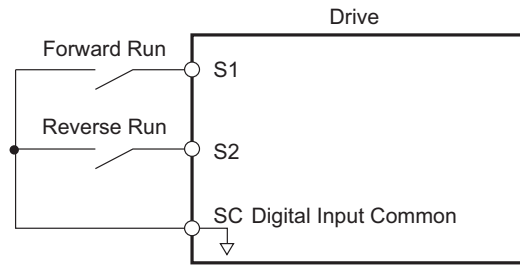 Drive
Forward Run
S1
Reverse Run
S2
SC Digital Input Common